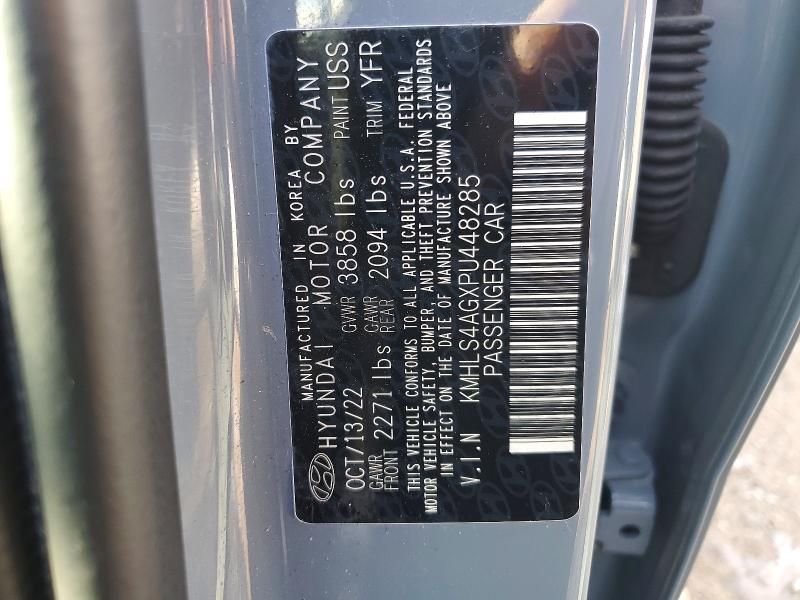 MANUFACTURED IN KOREA BY
HYUNDAI MOTOR COMPANY
OCT/13/22 GVWR 3858 lbs PAINT USS
GAWR FRONT 2271 lbs GAWR REAR 2094 lbs TRIM YFR
THIS VEHICLE CONFORMS TO ALL APPLICABLE U.S.A. FEDERAL
MOTOR VEHICLE SAFETY, BUMPER, AND THEFT PREVENTION STANDARDS
IN EFFECT ON THE DATE OF MANUFACTURE SHOWN ABOVE
V.I.N KMHLS4AGXPU448285
PASSENGER CAR